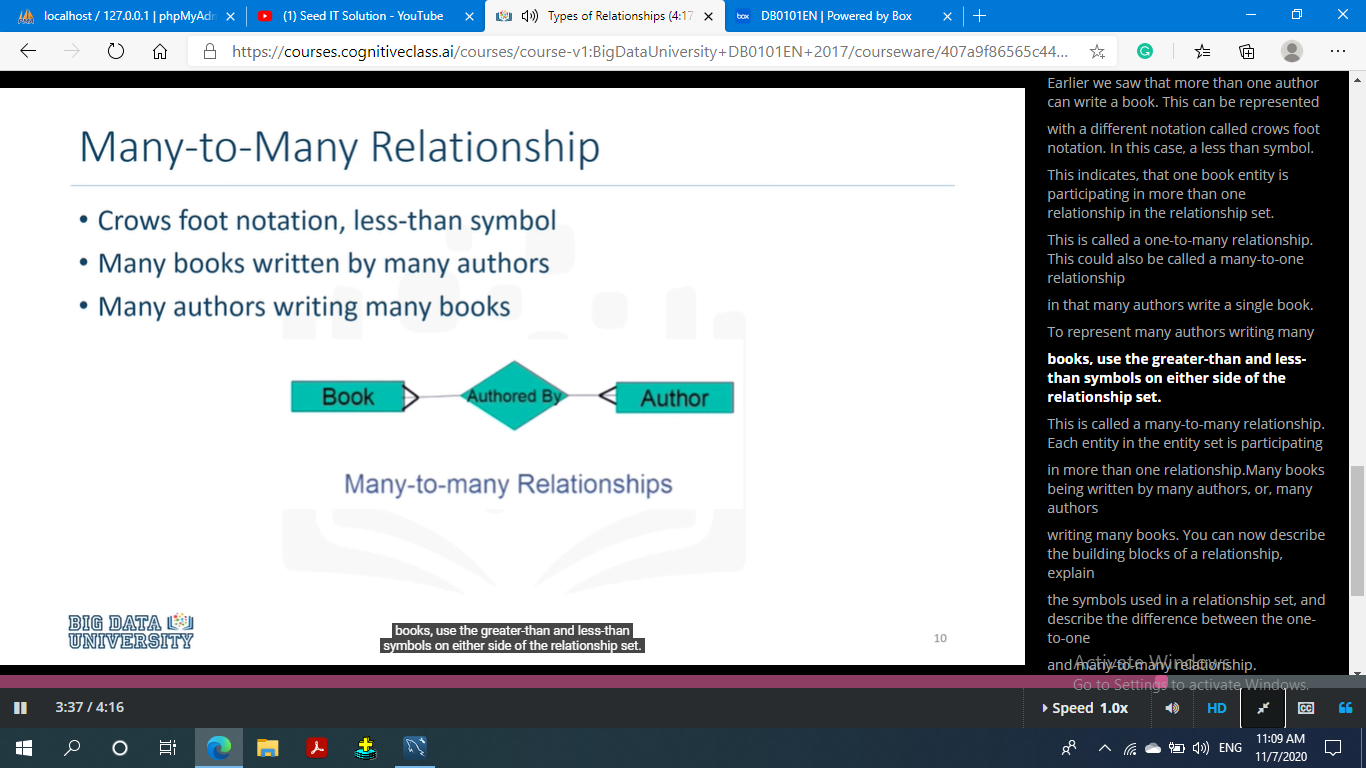 localhost / 127.0.0.1 | phpMyAdm
(1) Seed IT Solution - YouTube
Types of Relationships (4:17
box
DB0101EN | Powered by Box
https://courses.cognitiveclass.ai/courses/course-v1:BigDataUniversity+DB0101EN+2017/courseware/407a9f86565c44...
Many-to-Many Relationship
• Crows foot notation, less-than symbol
• Many books written by many authors
• Many authors writing many books
Book
Authored By
Author
Many-to-many Relationships
BIG DATA
UNIVERSITY
books, use the greater-than and less-than
symbols on either side of the relationship set.
10
Earlier we saw that more than one author
can write a book. This can be represented
with a different notation called crows foot
notation. In this case, a less than symbol.
This indicates, that one book entity is
participating in more than one
relationship in the relationship set.
This is called a one-to-many relationship.
This could also be called a many-to-one
relationship
in that many authors write a single book.
To represent many authors writing many
books, use the greater-than and less-
than symbols on either side of the
relationship set.
This is called a many-to-many relationship.
Each entity in the entity set is participating
in more than one relationship.Many books
being written by many authors, or, many
authors
writing many books. You can now describe
the building blocks of a relationship,
explain
the symbols used in a relationship set, and
describe the difference between the one-
to-one
and many-to-many relationship.
Activate Windows
Go to Settings to activate Windows.
3:37 / 4:16
Speed 1.0x
HD
CC
ENG
11:09 AM
11/7/2020